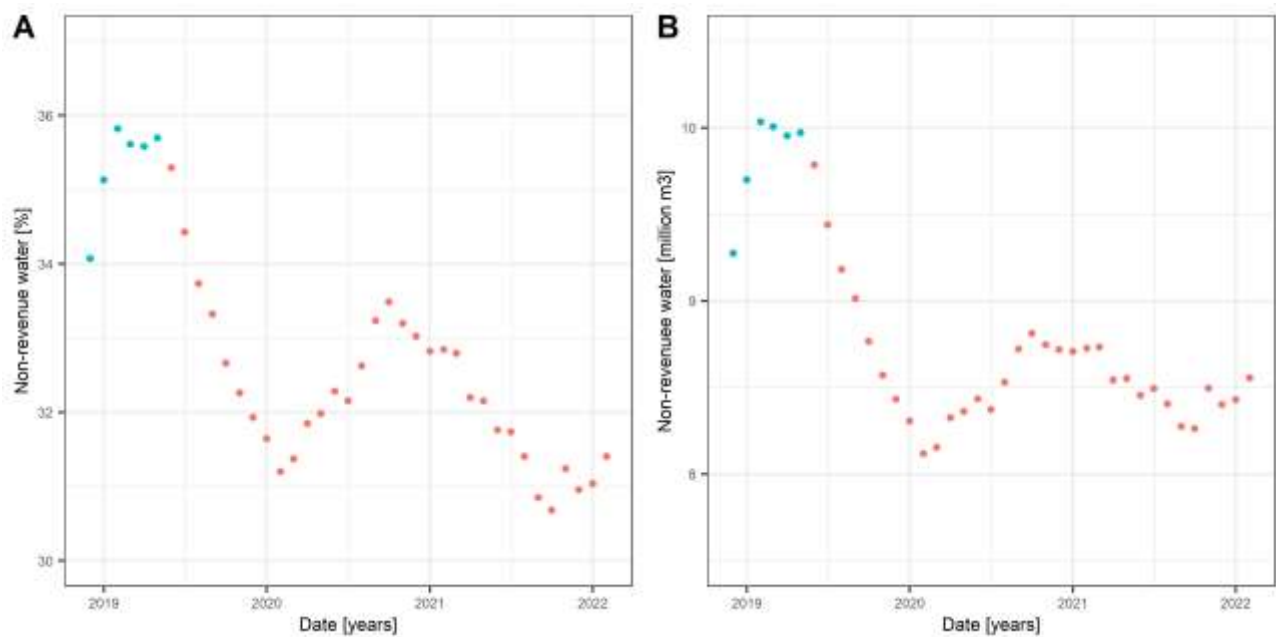 A
Non-revenue water [%]
36
34
32
30
2019 2020 2021 2022
Date [years]
B
Non-revenuee water [million m3]
10
9
8
2019 2020 2021 2022
Date [years]